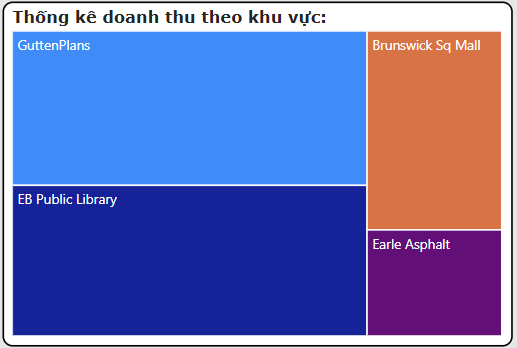 Thống kê doanh thu theo khu vực:
GuttenPlans
Brunswick Sq Mall
EB Public Library
Earle Asphalt